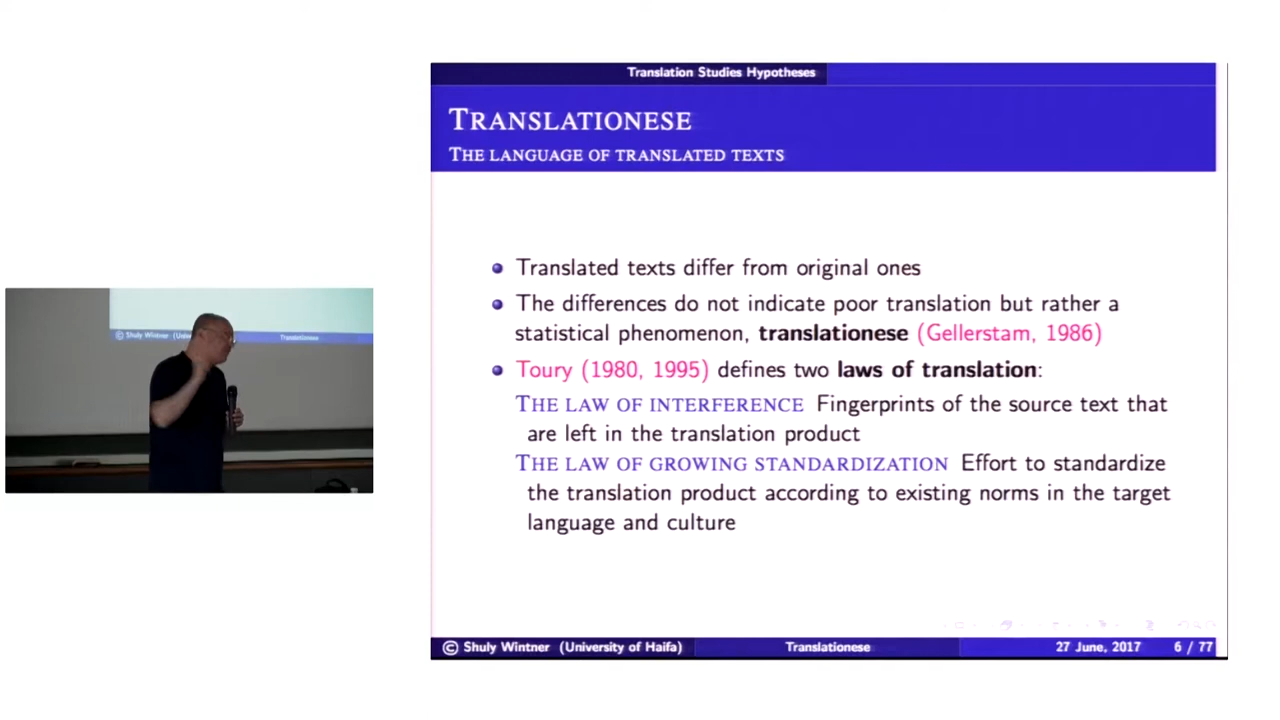 Translation Studies Hypotheses
TRANSLATIONESE
THE LANGUAGE OF TRANSLATED TEXTS
Translated texts differ from original ones
The differences do not indicate poor translation but rather a
statistical phenomenon, translationese (Gellerstam, 1986)
Toury (1980, 1995) defines two laws of translation:
THE LAW OF INTERFERENCE Fingerprints of the source text that
are left in the translation product
THE LAW OF GROWING STANDARDIZATION Effort to standardize
the translation product according to existing norms in the target
language and culture
© Shuly Wintner (University of Haifa) Translationese 27 June, 2017 6 / 77
© Shuly Wintner (Univ Translationese